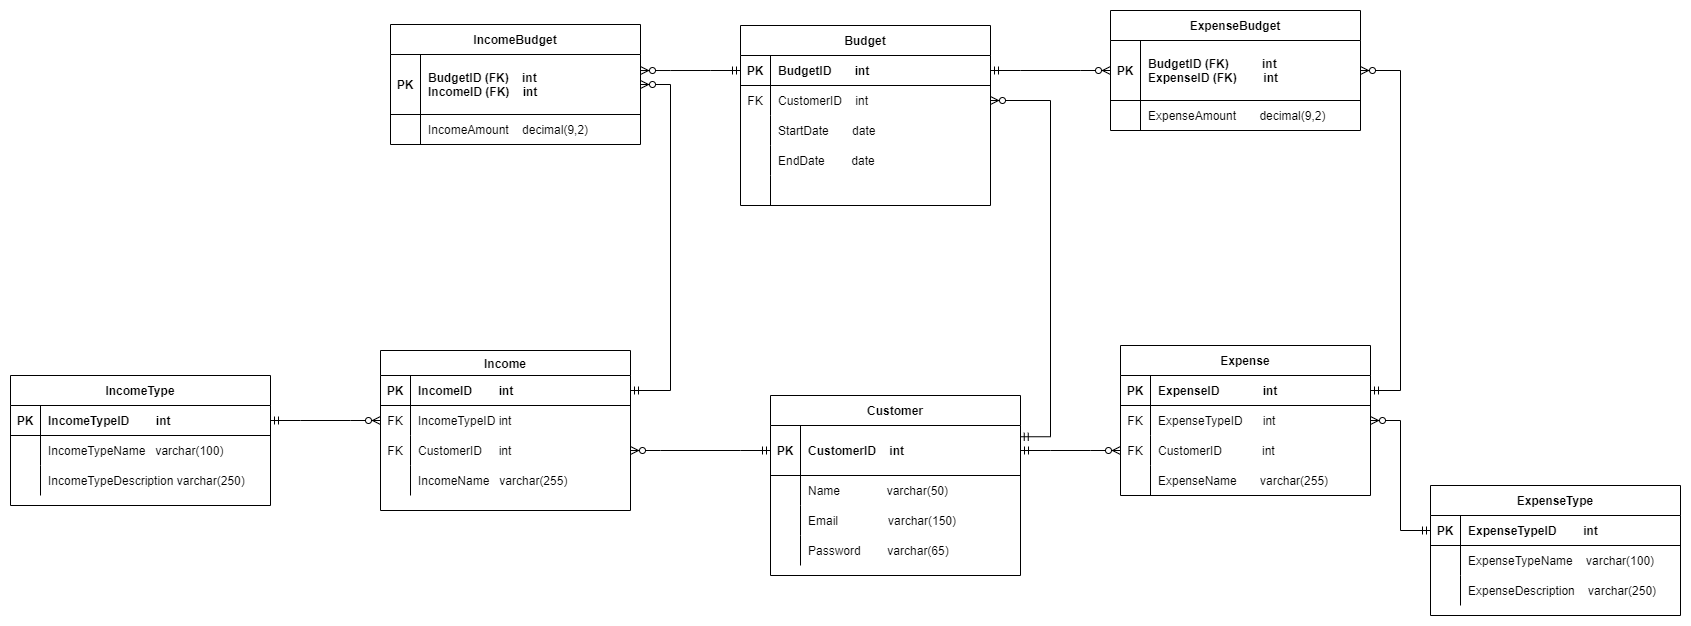 IncomeBudget
PK
BudgetID (FK) int
IncomeID (FK) int
IncomeAmount decimal(9,2)
Budget
PK BudgetID int
FK CustomerID int
StartDate date
EndDate date
ExpenseBudget
PK
BudgetID (FK) int
ExpenseID (FK) int
ExpenseAmount decimal(9,2)
IncomeType
PK IncomeTypeID int
IncomeTypeName varchar(100)
IncomeTypeDescription varchar(250)
Income
PK IncomeID int
FK IncomeTypeID int
FK CustomerID int
IncomeName varchar(255)
Customer
PK CustomerID int
Name varchar(50)
Email varchar(150)
Password varchar(65)
Expense
PK ExpenseID int
FK ExpenseTypeID int
FK CustomerID int
ExpenseName varchar(255)
ExpenseType
PK ExpenseTypeID int
ExpenseTypeName varchar(100)
ExpenseDescription varchar(250)